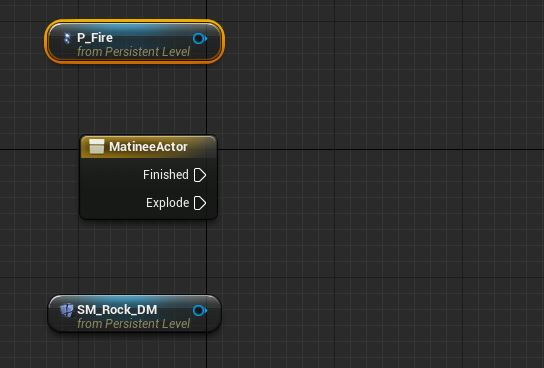 P_Fire
from Persistent Level
MatineeActor
Finished
Explode
SM_Rock_DM
from Persistent Level